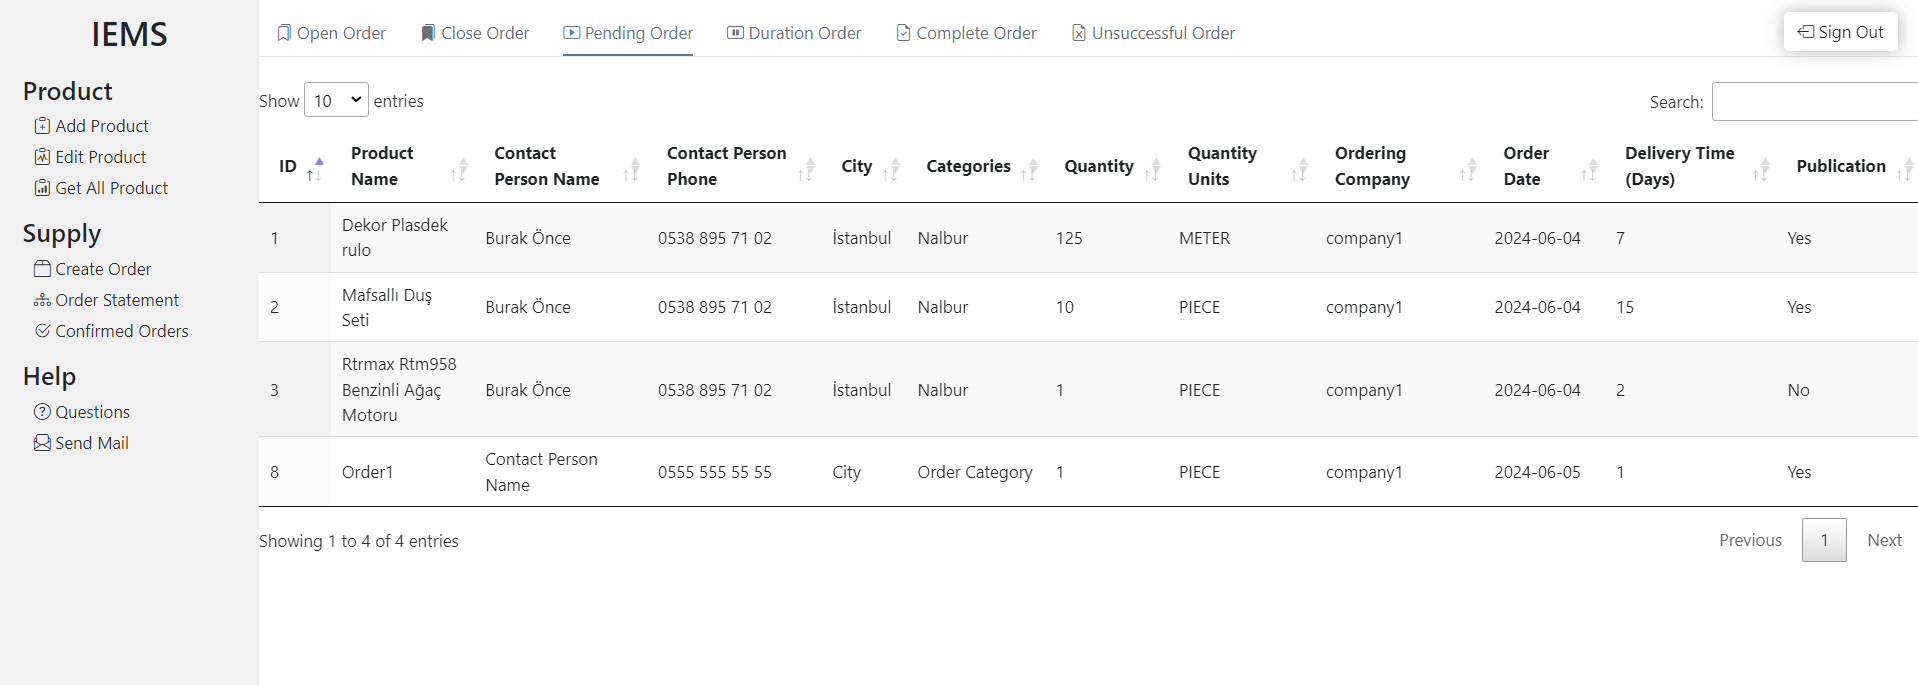 IEMS
Product
Add Product
Edit Product
Get All Product
Supply
Create Order
Order Statement
Confirmed Orders
Help
Questions
Send Mail
Open Order Close Order Pending Order Duration Order Complete Order Unsuccessful Order Sign Out
Show 10 entries Search:
ID Product Name Contact Person Name Contact Person Phone City Categories Quantity Quantity Units Ordering Company Order Date Delivery Time (Days) Publication
1 Dekor Plasdek rulo Burak Önce 0538 895 71 02 İstanbul Nalbur 125 METER company1 2024-06-04 7 Yes
2 Mafsallı Duş Seti Burak Önce 0538 895 71 02 İstanbul Nalbur 10 PIECE company1 2024-06-04 15 Yes
3 Rtrmax Rtm958 Benzinli Ağaç Motoru Burak Önce 0538 895 71 02 İstanbul Nalbur 1 PIECE company1 2024-06-04 2 No
8 Order1 Contact Person Name 0555 555 55 55 City Order Category 1 PIECE company1 2024-06-05 1 Yes
Showing 1 to 4 of 4 entries Previous 1 Next